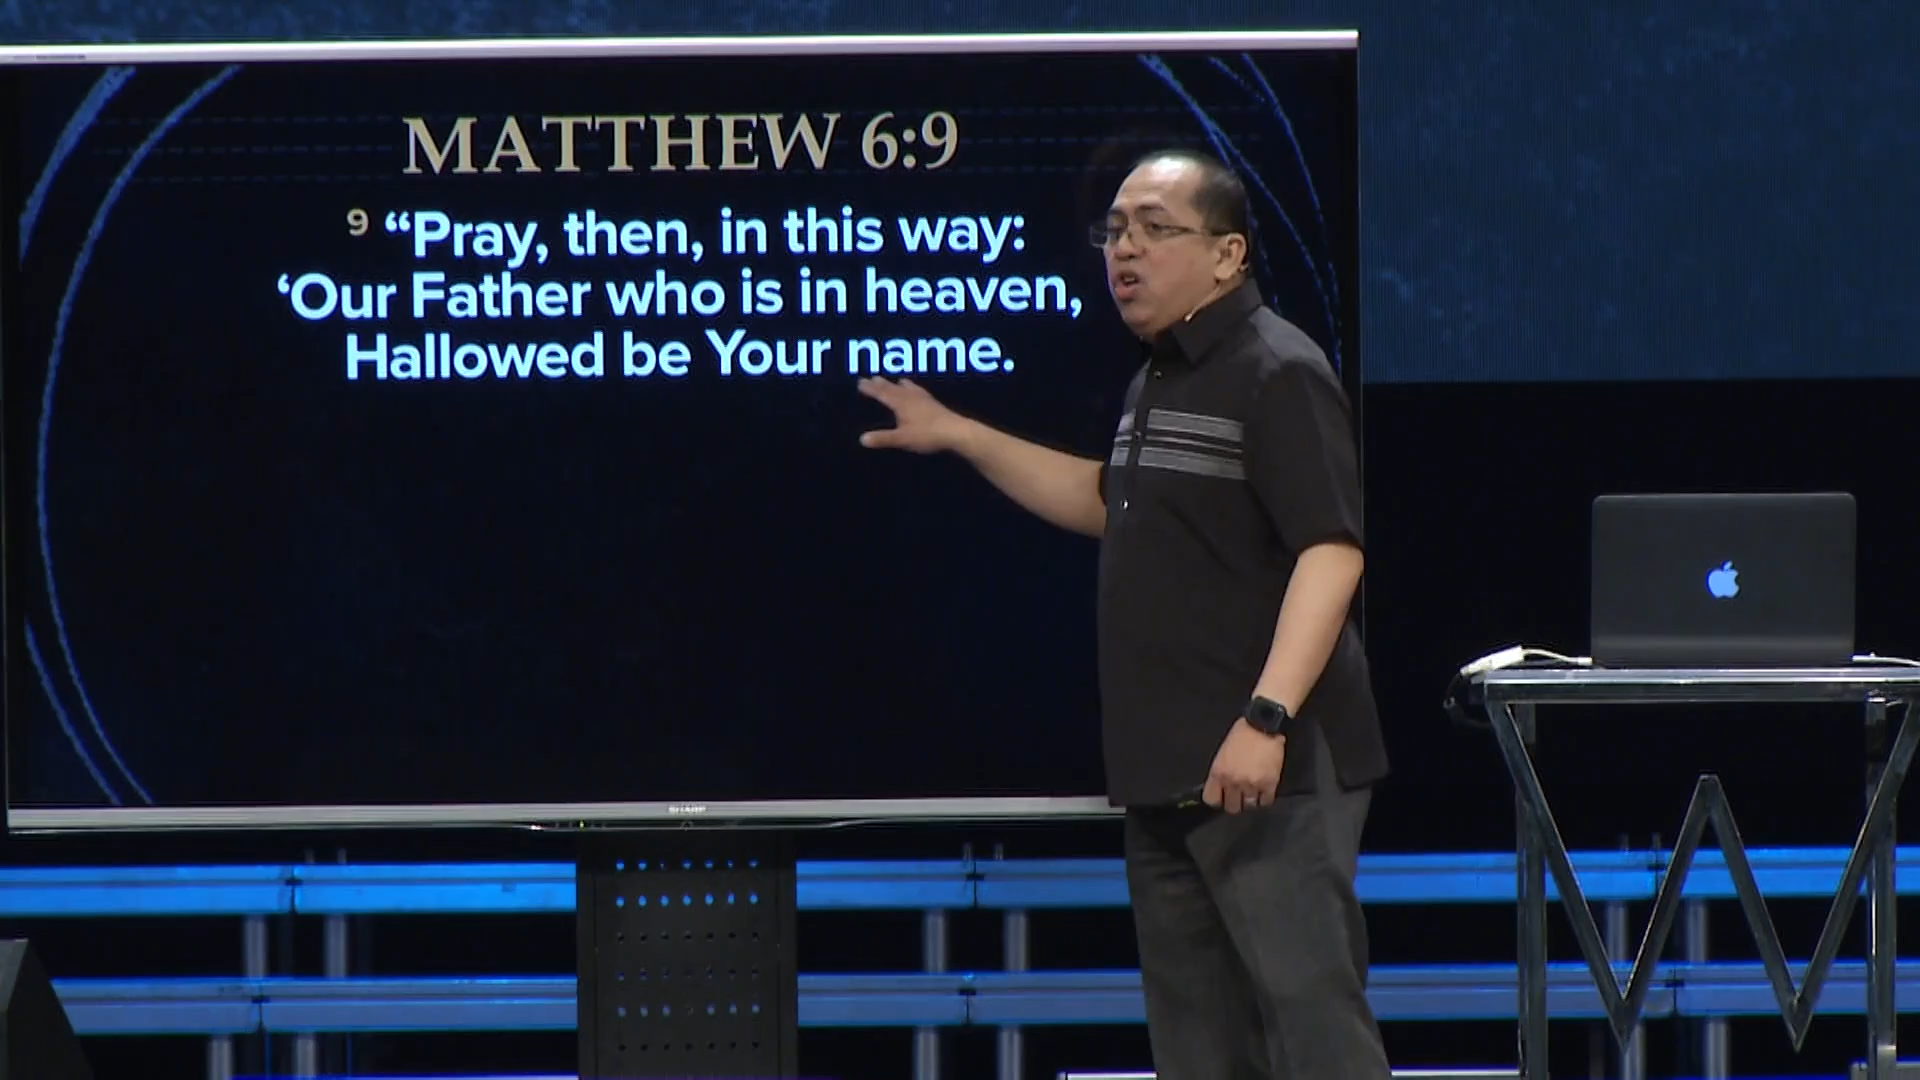 MATTHEW 6:9
9 “Pray, then, in this way:
‘Our Father who is in heaven,
Hallowed be Your name.
SHARP